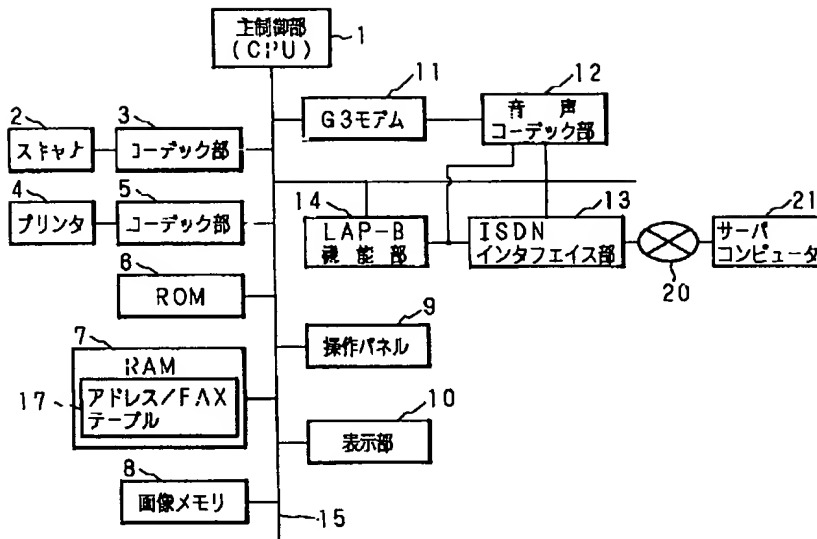 主制御部
(CPU)
1
11
12
2
3
G3モデム
音 声
コーデック部
スキャナ
コーデック部
4
5
14
13
21
プリンタ
コーデック部
LAP-B
機能部
ISDN
インタフェイス部
サーバ
コンピュータ
6
20
ROM
9
7
操作パネル
RAM
17
アドレス/FAX
テーブル
10
表示部
8
画像メモリ
15